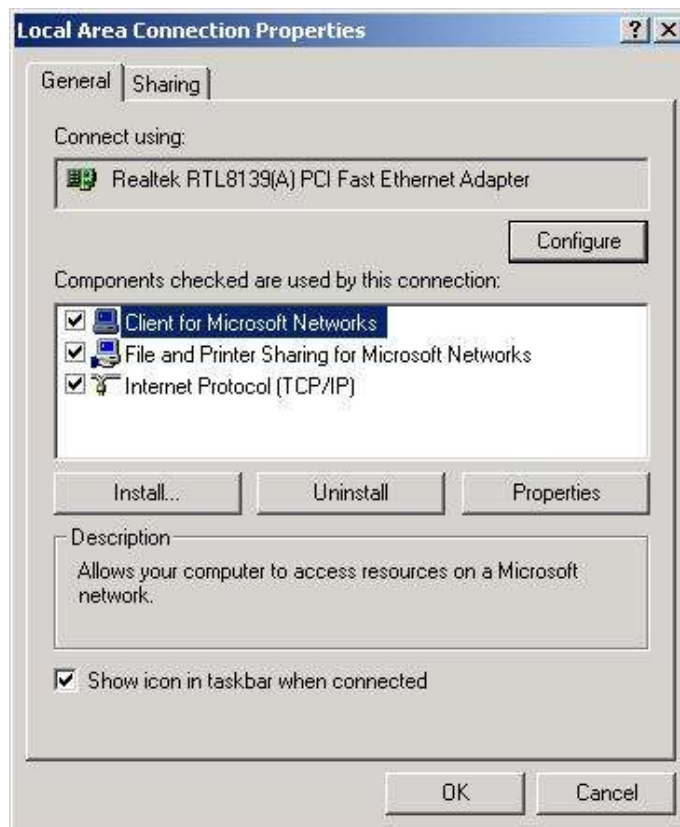 Local Area Connection Properties
General
Sharing
Connect using:
Realtek RTL8139(A) PCI Fast Ethernet Adapter
Configure
Components checked are used by this connection:
Client for Microsoft Networks
File and Printer Sharing for Microsoft Networks
Internet Protocol (TCP/IP)
Install...
Uninstall
Properties
Description
Allows your computer to access resources on a Microsoft
network.
Show icon in taskbar when connected
OK
Cancel